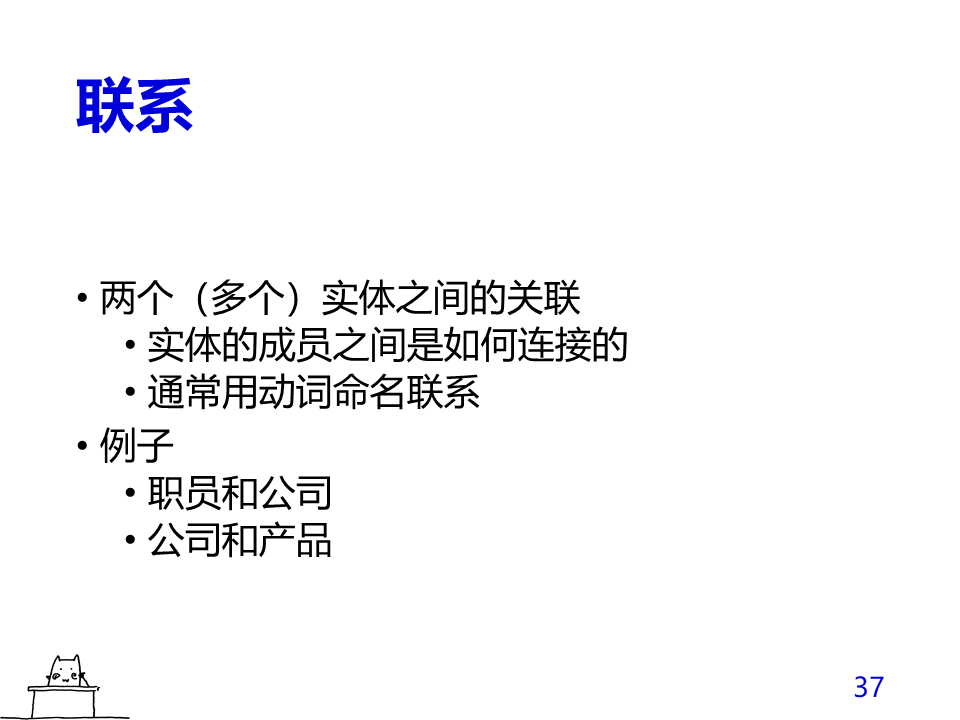 联系
• 两个（多个）实体之间的关联
• 实体的成员之间是如何连接的
• 通常用动词命名联系
• 例子
• 职员和公司
• 公司和产品
37